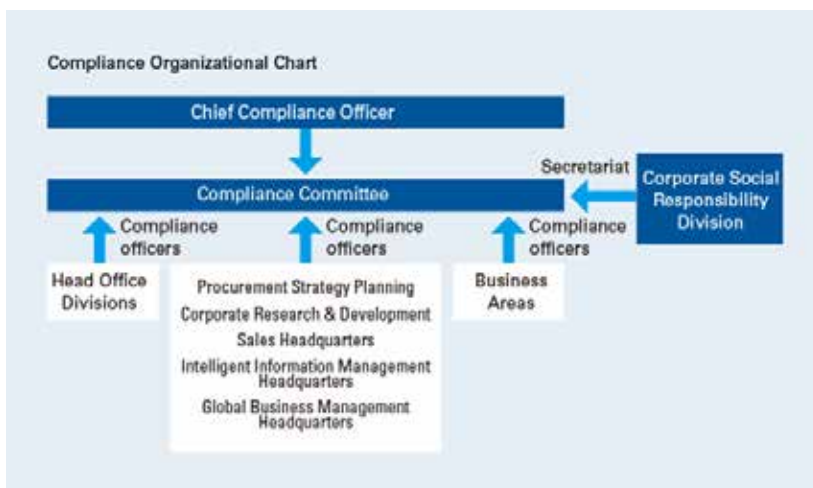 Compliance Organizational Chart
Chief Compliance Officer
Secretariat
Compliance Committee
Corporate Social
Responsibility
Division
Compliance
officers
Compliance
officers
Compliance
officers
Head Office
Divisions
Procurement Strategy Planning
Corporate Research & Development
Sales Headquarters
Intelligent Information Management
Headquarters
Global Business Management
Headquarters
Business
Areas